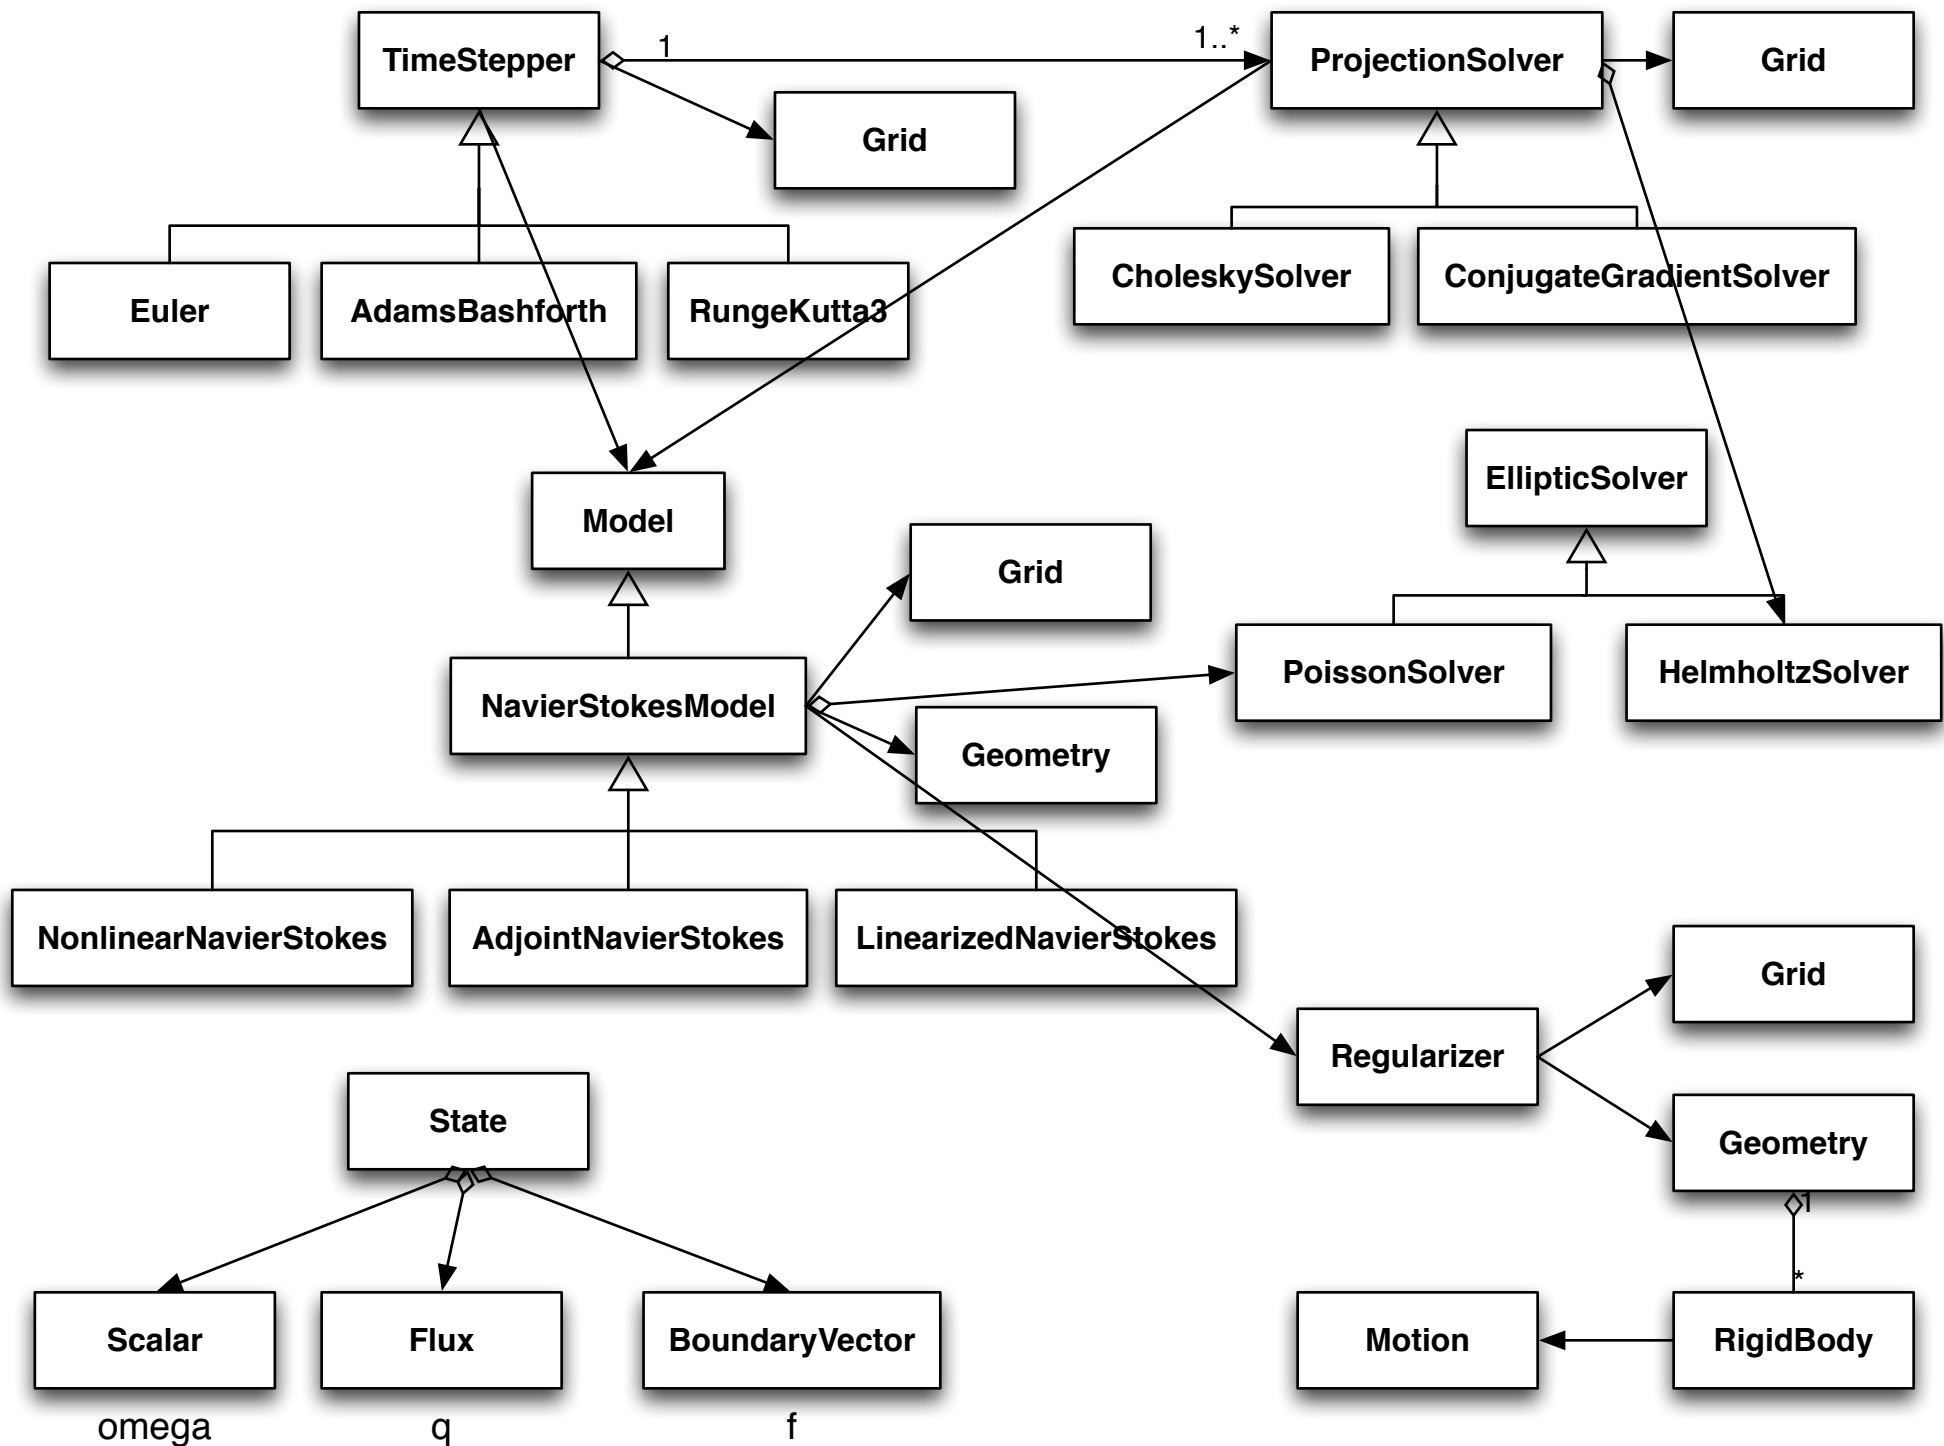 TimeStepper
1
1..*
ProjectionSolver
Grid
Grid
CholeskySolver
ConjugateGradientSolver
Euler
AdamsBashforth
RungeKutta3
EllipticSolver
Model
Grid
PoissonSolver
HelmholtzSolver
NavierStokesModel
Geometry
NonlinearNavierStokes
AdjointNavierStokes
LinearizedNavierStokes
Grid
Regularizer
State
Geometry
1
*
Scalar
Flux
BoundaryVector
Motion
RigidBody
omega
q
f